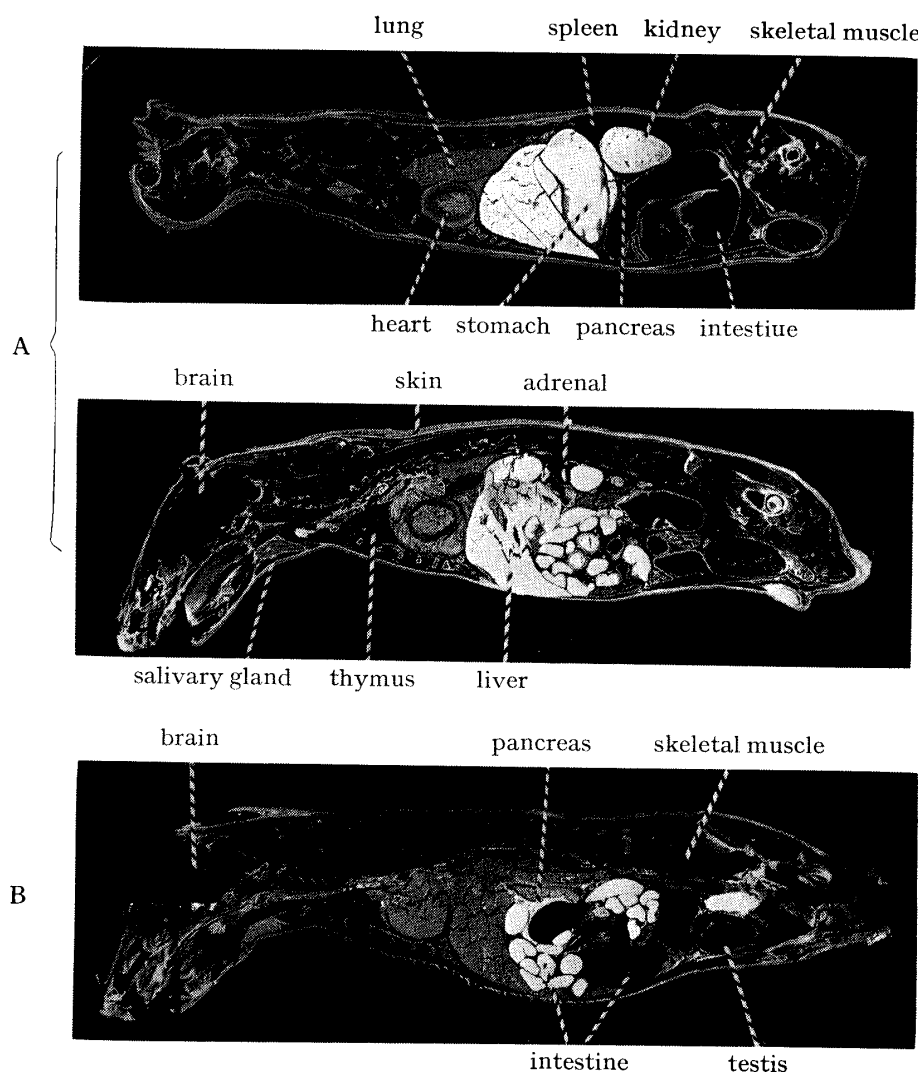 lung spleen kidney skeletal muscle
heart stomach pancreas intestiue
A
brain skin adrenal
salivary gland thymus liver
brain pancreas skeletal muscle
B
intestine testis